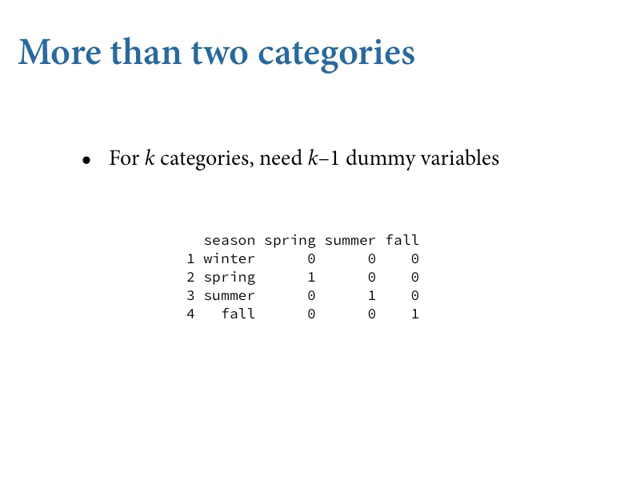 More than two categories
• For k categories, need k–1 dummy variables
season spring summer fall
1 winter 0 0 0
2 spring 1 0 0
3 summer 0 1 0
4 fall 0 0 1